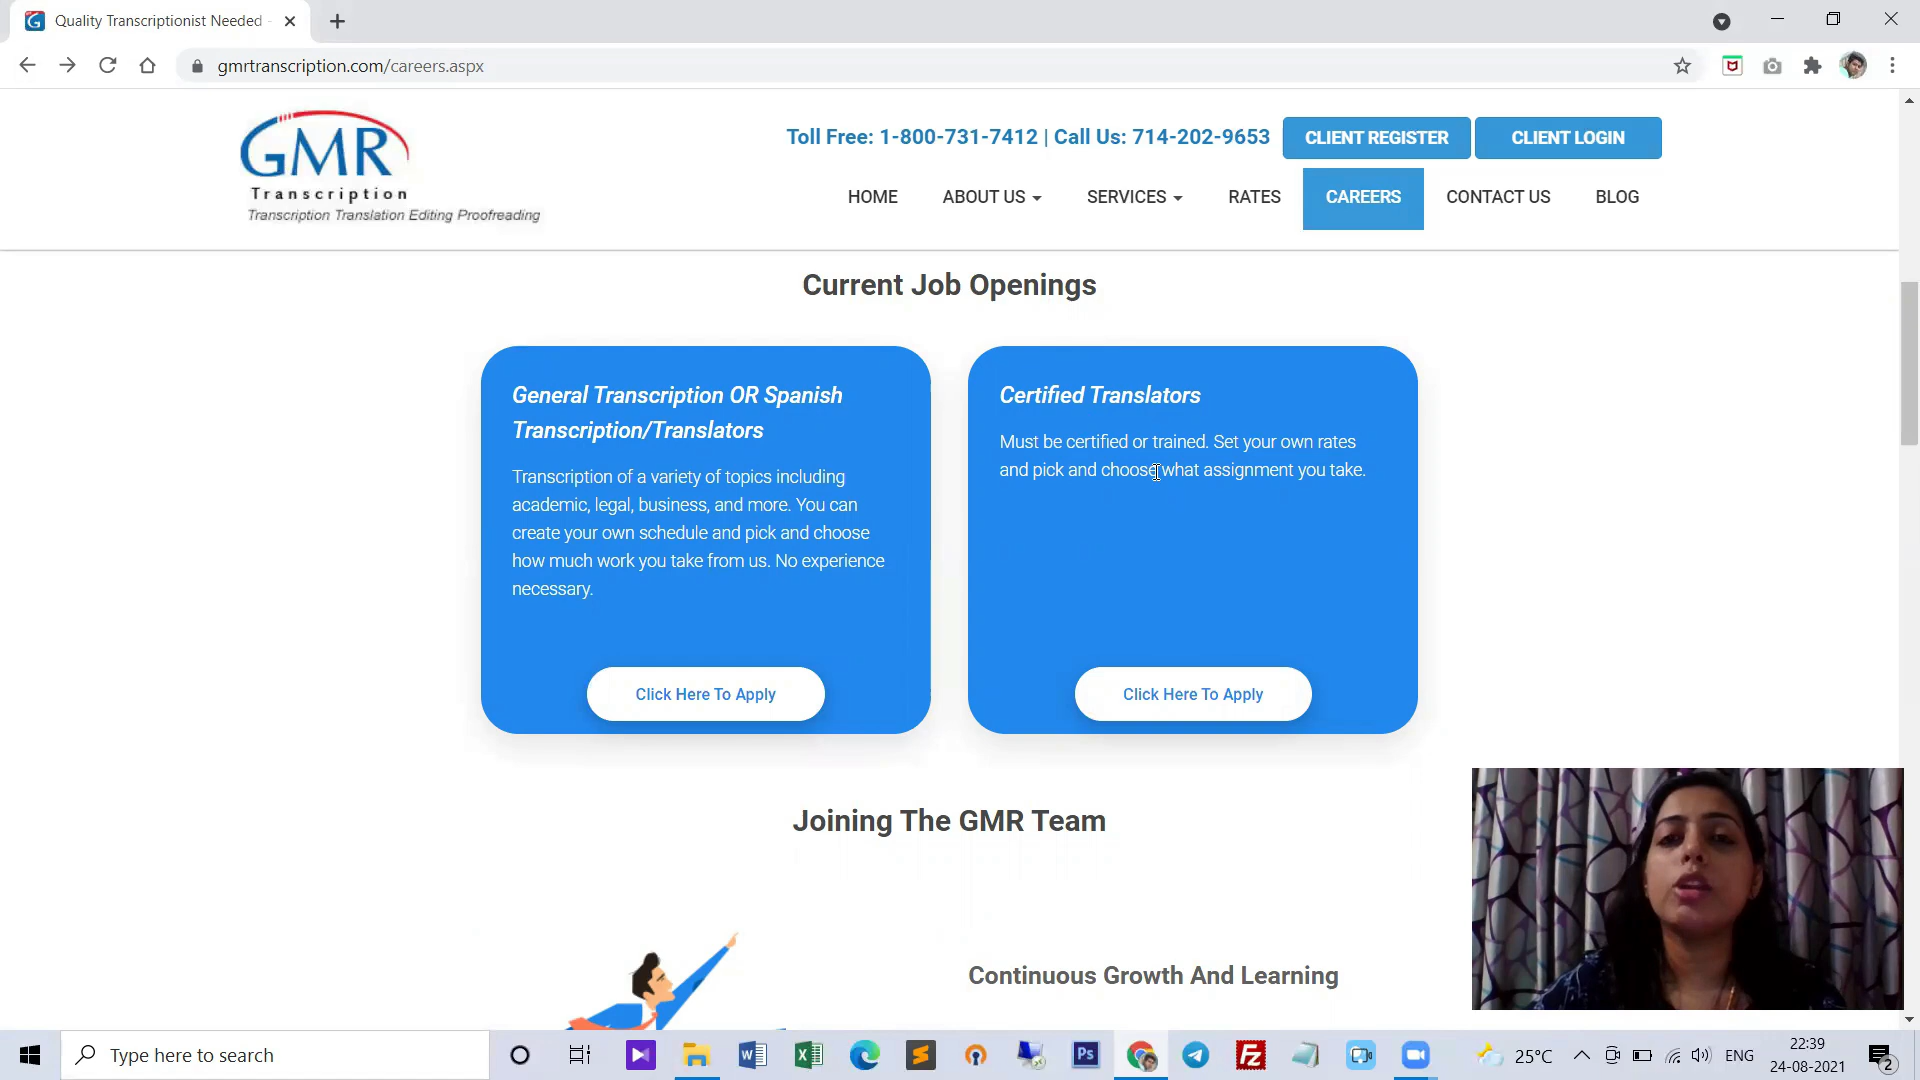 Quality Transcriptionist Needed -
gmrtranscription.com/careers.aspx
GMR
Transcription
Transcription Translation Editing Proofreading
Toll Free: 1-800-731-7412 | Call Us: 714-202-9653
CLIENT REGISTER
CLIENT LOGIN
HOME
ABOUT US
SERVICES
RATES
CAREERS
CONTACT US
BLOG
Current Job Openings
General Transcription OR Spanish
Transcription/Translators
Transcription of a variety of topics including
academic, legal, business, and more. You can
create your own schedule and pick and choose
how much work you take from us. No experience
necessary.
Click Here To Apply
Certified Translators
Must be certified or trained. Set your own rates
and pick and choose what assignment you take.
Click Here To Apply
Joining The GMR Team
Continuous Growth And Learning
Type here to search
Ps
Fz
25°C
ENG
22:39
24-08-2021
2